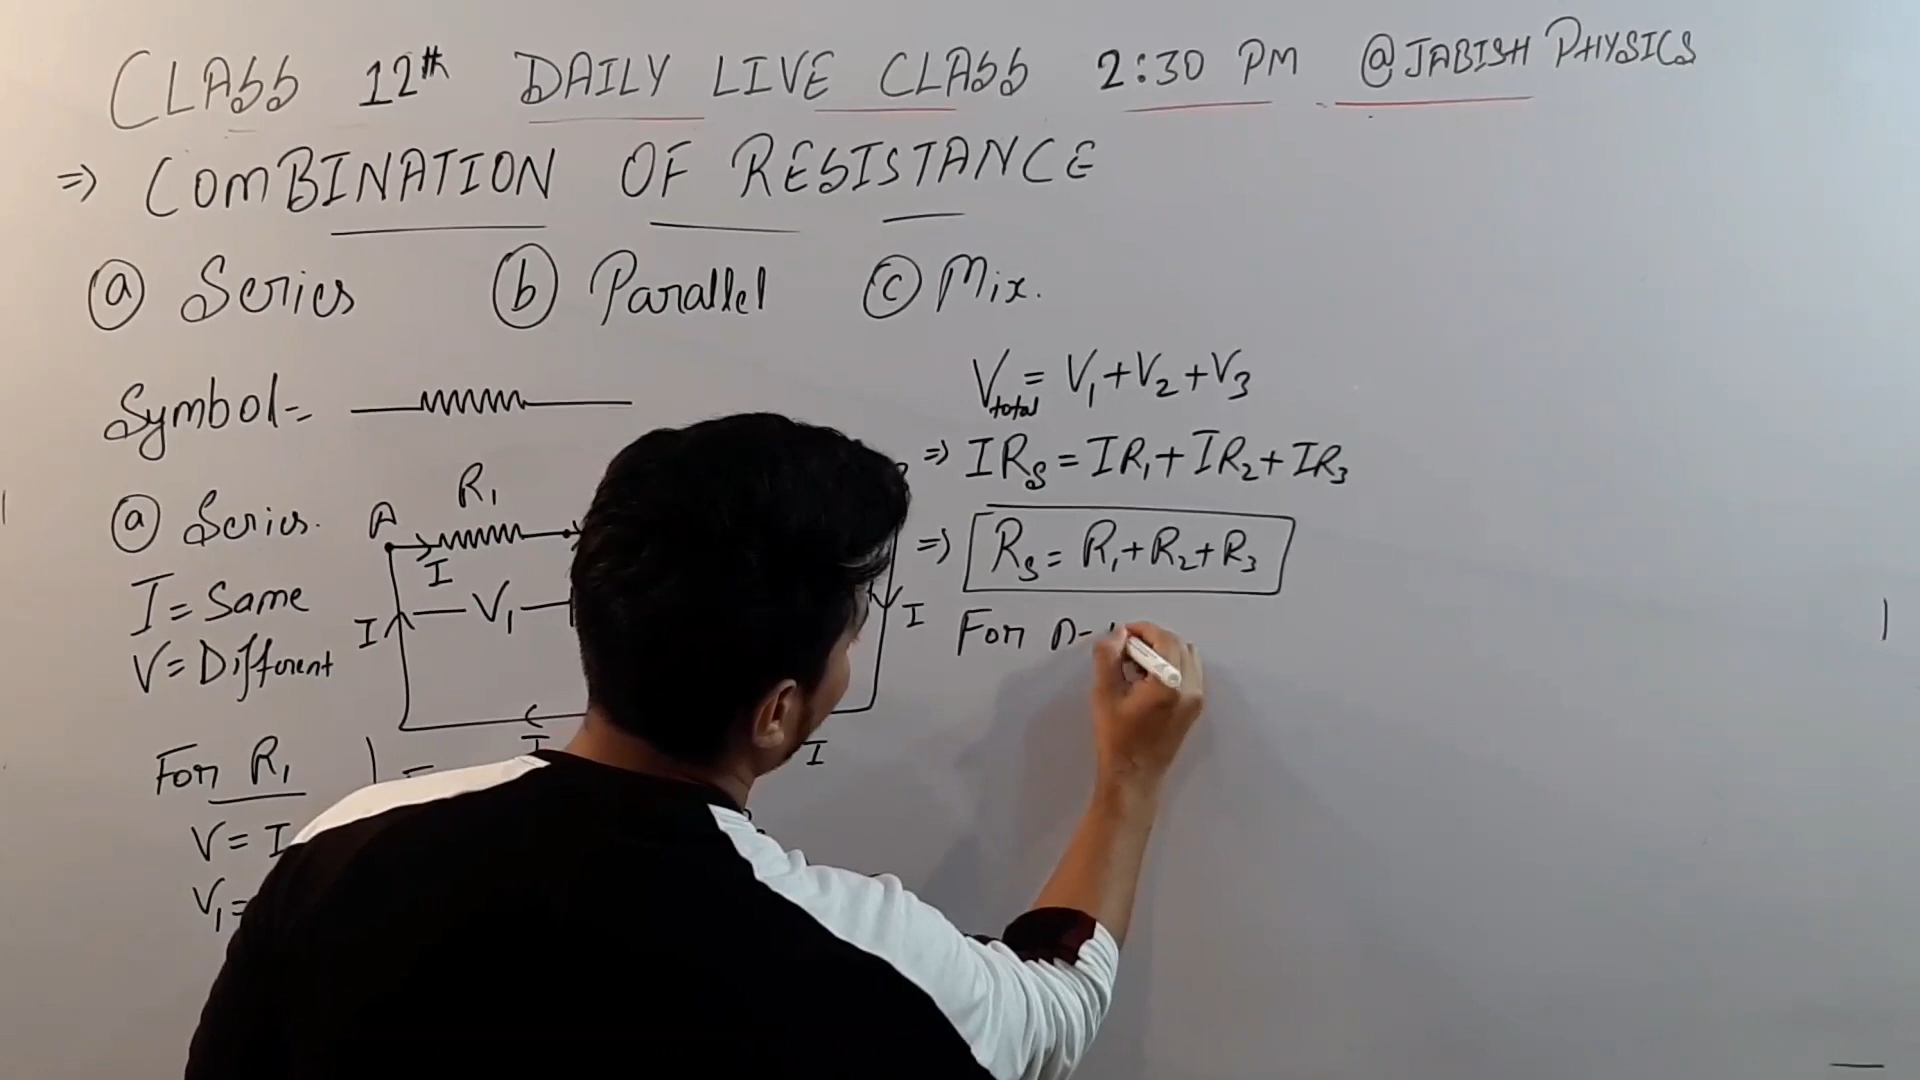 CLASS 12th DAILY LIVE CLASS 2:30 PM @JABISH PHYSICS
⇒ COMBINATION OF RESISTANCE
(a) Series (b) Parallel (c) Mix.
Symbol-
(a) Series.
I = Same
V = Different
A R₁
I
I V₁
I
I
I
For R₁
V = I
V₁ =
V total = V₁ + V₂ + V₃
⇒ IRs = IR₁ + IR₂ + IR₃
⇒ Rs = R₁ + R₂ + R₃
For n-